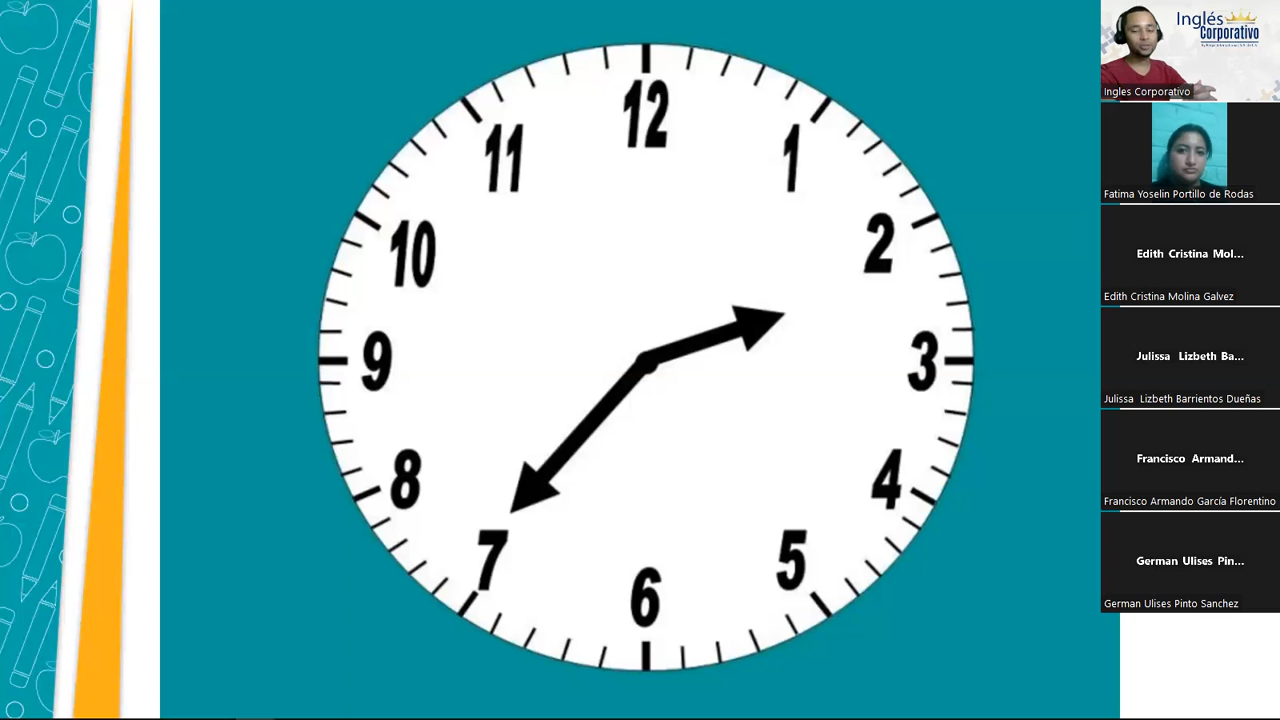 12
11
1
10
2
9
3
8
4
7
5
6
Inglés
Corporativo
Ingles Corporativo
Fatima Yoselin Portillo de Rodas
Edith Cristina Mol...
Edith Cristina Molina Galvez
Julissa Lizbeth Ba...
Julissa Lizbeth Barrientos Dueñas
Francisco Armand...
Francisco Armando García Florentino
German Ulises Pin...
German Ulises Pinto Sanchez